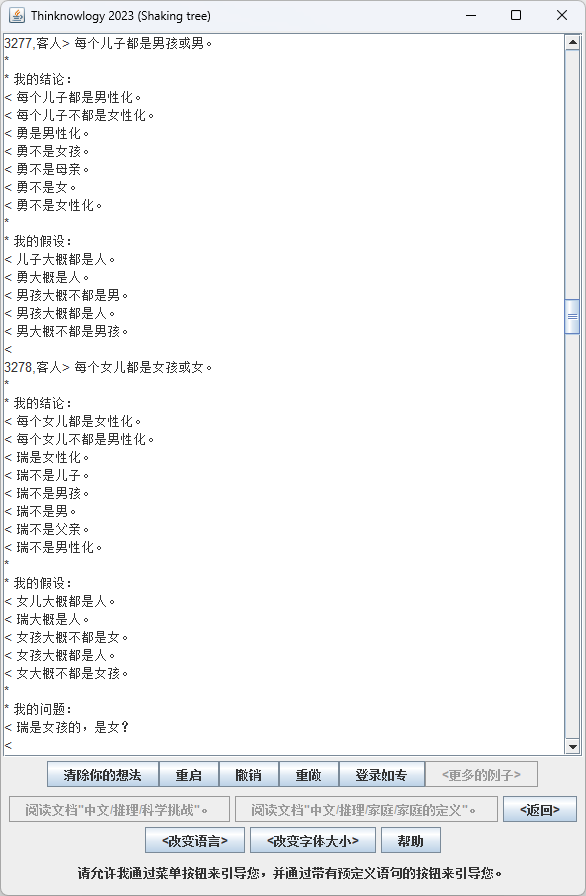 Thinknowlogy 2023 (Shaking tree)
3277,客人> 每个儿子都是男孩或男。
*
* 我的结论：
< 每个儿子都是男性化。
< 每个儿子不都是女性化。
< 勇是男性化。
< 勇不是女孩。
< 勇不是母亲。
< 勇不是女。
< 勇不是女性化。
*
* 我的假设：
< 儿子大概都是人。
< 勇大概是人。
< 男孩大概不都是男。
< 男孩大概都是人。
< 男大概不都是男孩。
<
3278,客人> 每个女儿都是女孩或女。
*
* 我的结论：
< 每个女儿都是女性化。
< 每个女儿不都是男性化。
< 瑞是女性化。
< 瑞不是儿子。
< 瑞不是男孩。
< 瑞不是男。
< 瑞不是父亲。
< 瑞不是男性化。
*
* 我的假设：
< 女儿大概都是人。
< 瑞大概是人。
< 女孩大概不都是女。
< 女孩大概都是人。
< 女大概不都是女孩。
*
* 我的问题：
< 瑞是女孩的，是女？
<
清除你的想法 重启 撤销 重做 登录如专 <更多的例子>
阅读文档"中文/推理/科学挑战"。 阅读文档"中文/推理/家庭/家庭的定义"。 <返回>
<改变语言> <改变字体大小> 帮助
请允许我通过菜单按钮来引导您，并通过带有预定义语句的按钮来引导您。